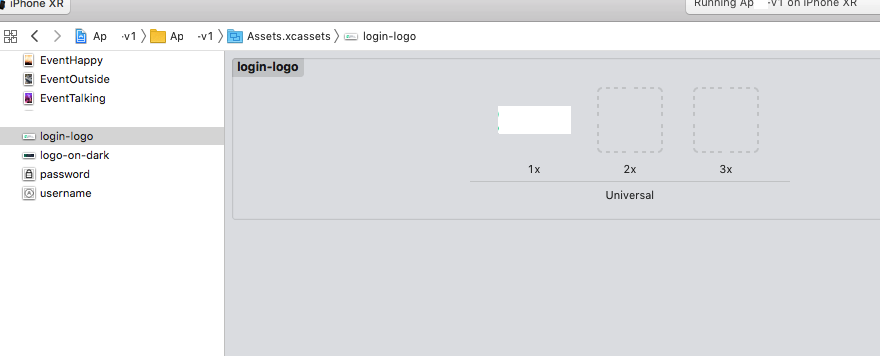 iPhone XR
Running Ap -v1 on iPhone XR
Ap -v1 Ap -v1 Assets.xcassets login-logo
EventHappy
EventOutside
EventTalking
login-logo
logo-on-dark
password
username
login-logo
1x 2x 3x
Universal